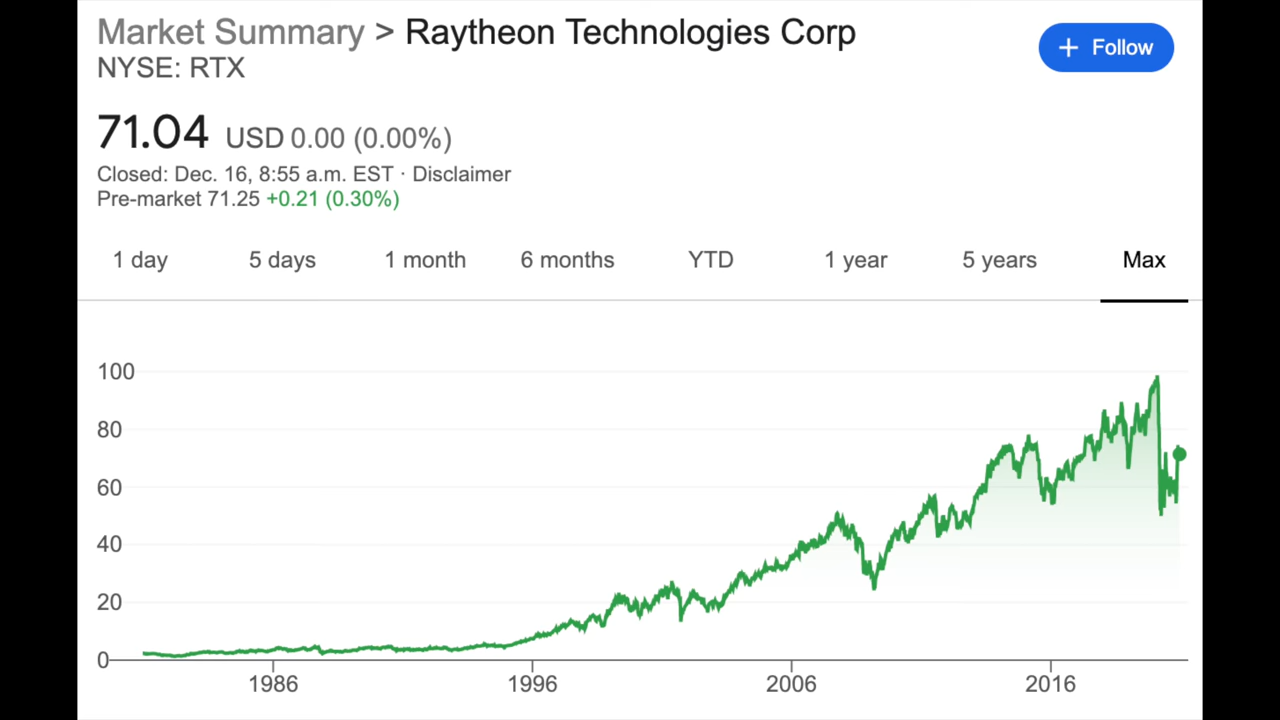 Market Summary > Raytheon Technologies Corp
NYSE: RTX
+ Follow
71.04 USD 0.00 (0.00%)
Closed: Dec. 16, 8:55 a.m. EST · Disclaimer
Pre-market 71.25 +0.21 (0.30%)
1 day 5 days 1 month 6 months YTD 1 year 5 years Max
100
80
60
40
20
0
1986 1996 2006 2016